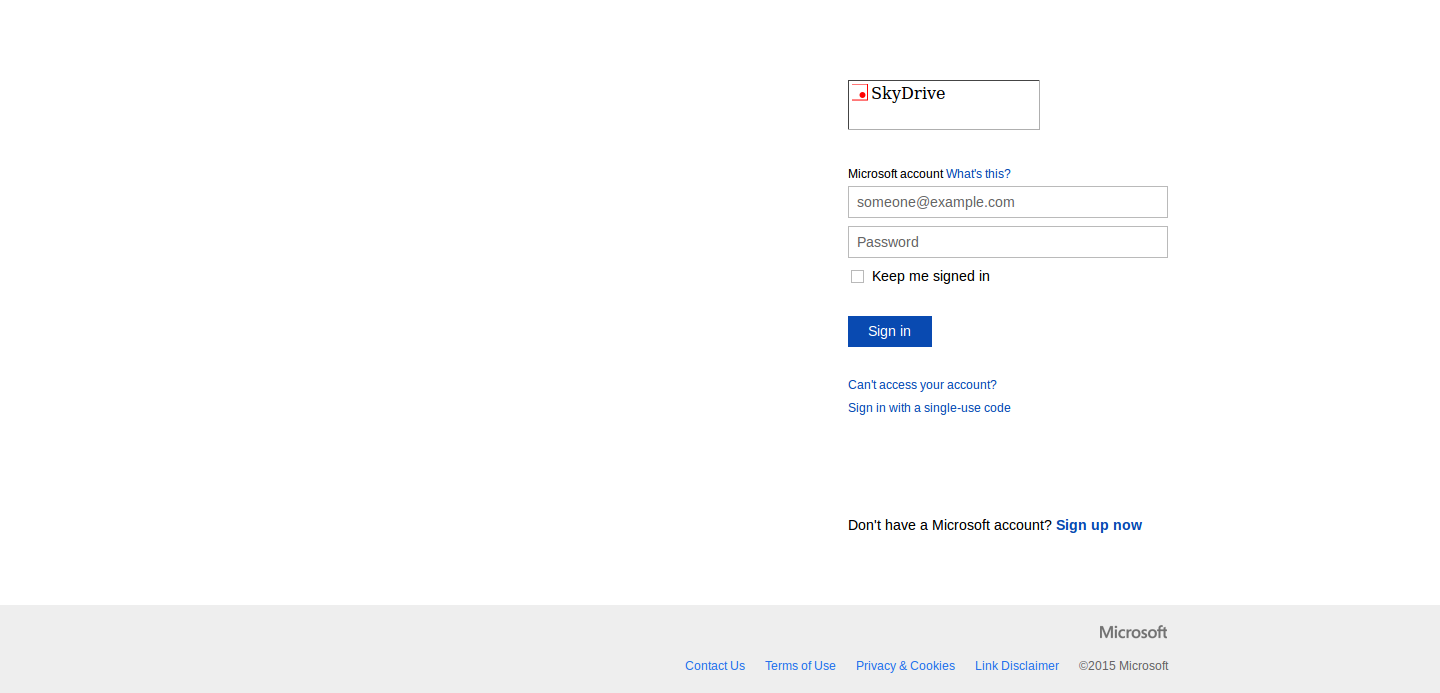 SkyDrive
Microsoft account What's this?
someone@example.com
Password
Keep me signed in
Sign in
Can't access your account?
Sign in with a single-use code
Don't have a Microsoft account? Sign up now
Microsoft
Contact Us Terms of Use Privacy & Cookies Link Disclaimer ©2015 Microsoft